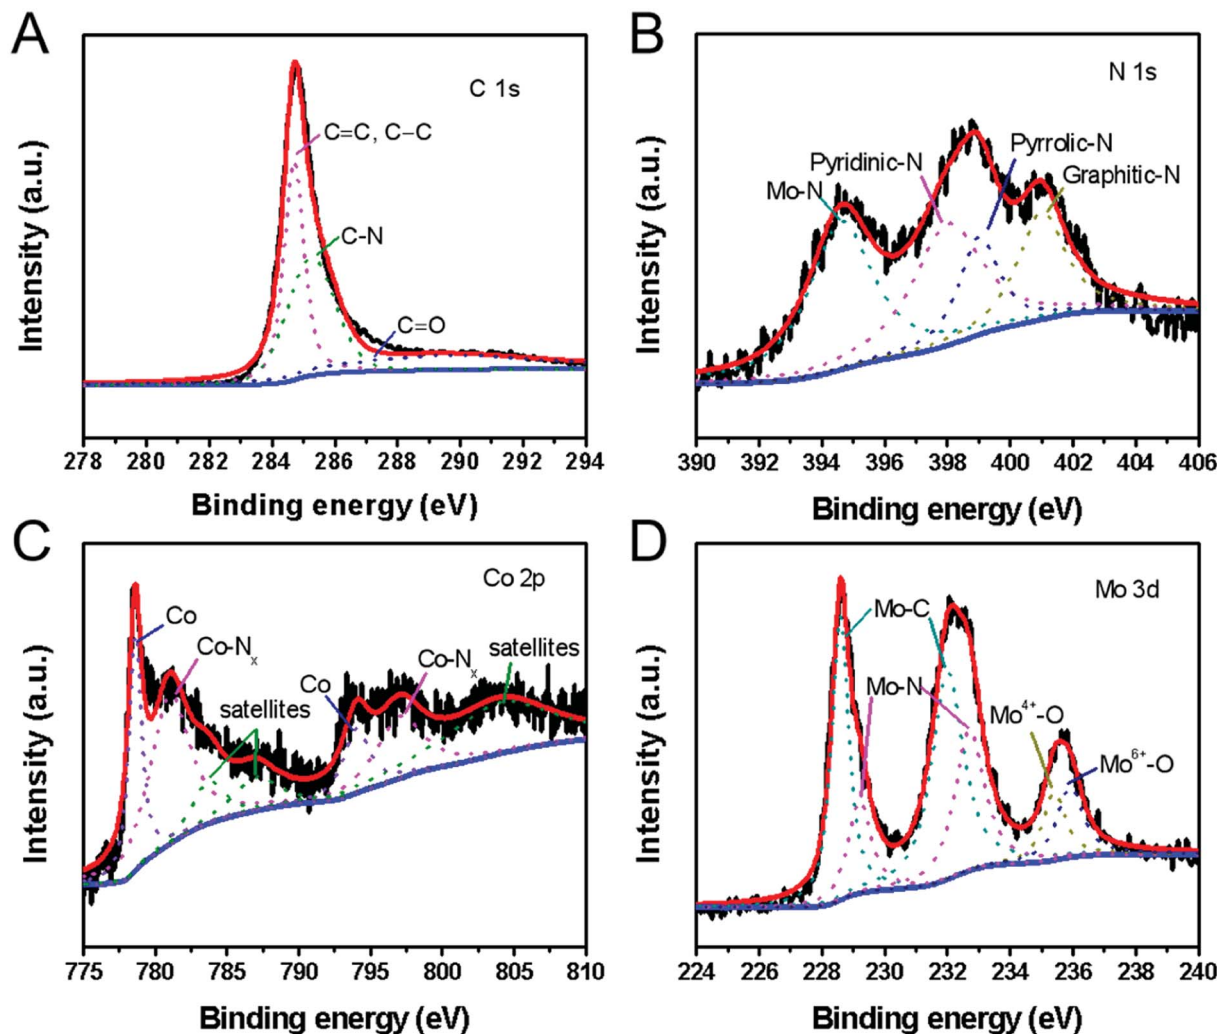 A
C 1s
C=C, C–C
C-N
C=O
Intensity (a.u.)
278 280 282 284 286 288 290 292 294
Binding energy (eV)
B
N 1s
Pyrrolic-N
Pyridinic-N
Graphitic-N
Mo-N
Intensity (a.u.)
390 392 394 396 398 400 402 404 406
Binding energy (eV)
C
Co 2p
Co
Co-Nx
satellites
Co
Co-Nx
satellites
Intensity (a.u.)
775 780 785 790 795 800 805 810
Binding energy (eV)
D
Mo 3d
Mo-C
Mo-N
Mo⁴⁺-O
Mo⁶⁺-O
Intensity (a.u.)
224 226 228 230 232 234 236 238 240
Binding energy (eV)